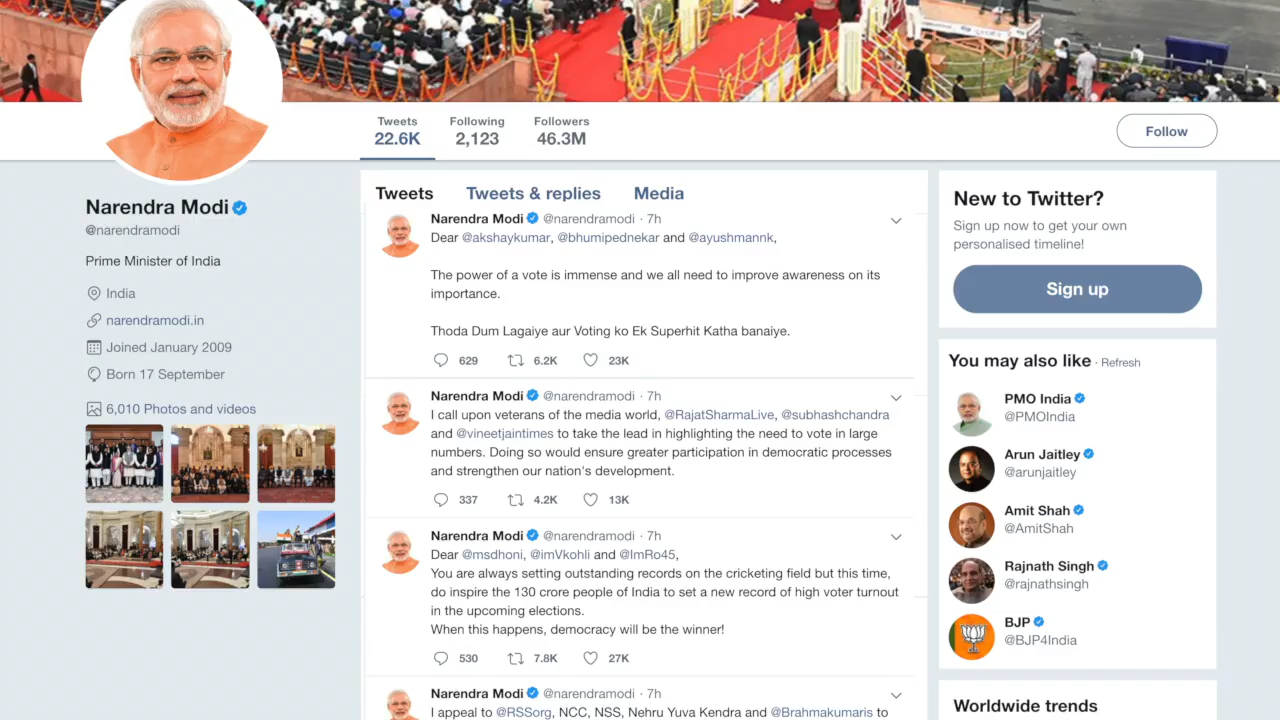 Tweets
22.6K
Following
2,123
Followers
46.3M
Follow
Narendra Modi
@narendramodi
Prime Minister of India
India
narendramodi.in
Joined January 2009
Born 17 September
6,010 Photos and videos
Tweets Tweets & replies Media
Narendra Modi @narendramodi · 7h
Dear @akshaykumar, @bhumipednekar and @ayushmannk,
The power of a vote is immense and we all need to improve awareness on its
importance.
Thoda Dum Lagaiye aur Voting ko Ek Superhit Katha banaiye.
629 6.2K 23K
Narendra Modi @narendramodi · 7h
I call upon veterans of the media world, @RajatSharmaLive, @subhashchandra
and @vineetjaintimes to take the lead in highlighting the need to vote in large
numbers. Doing so would ensure greater participation in democratic processes
and strengthen our nation's development.
337 4.2K 13K
Narendra Modi @narendramodi · 7h
Dear @msdhoni, @imVkohli and @ImRo45,
You are always setting outstanding records on the cricketing field but this time,
do inspire the 130 crore people of India to set a new record of high voter turnout
in the upcoming elections.
When this happens, democracy will be the winner!
530 7.8K 27K
Narendra Modi @narendramodi · 7h
I appeal to @RSSorg, NCC, NSS, Nehru Yuva Kendra and @Brahmakumaris to
New to Twitter?
Sign up now to get your own
personalised timeline!
Sign up
You may also like · Refresh
PMO India
@PMOIndia
Arun Jaitley
@arunjaitley
Amit Shah
@AmitShah
Rajnath Singh
@rajnathsingh
BJP
@BJP4India
Worldwide trends